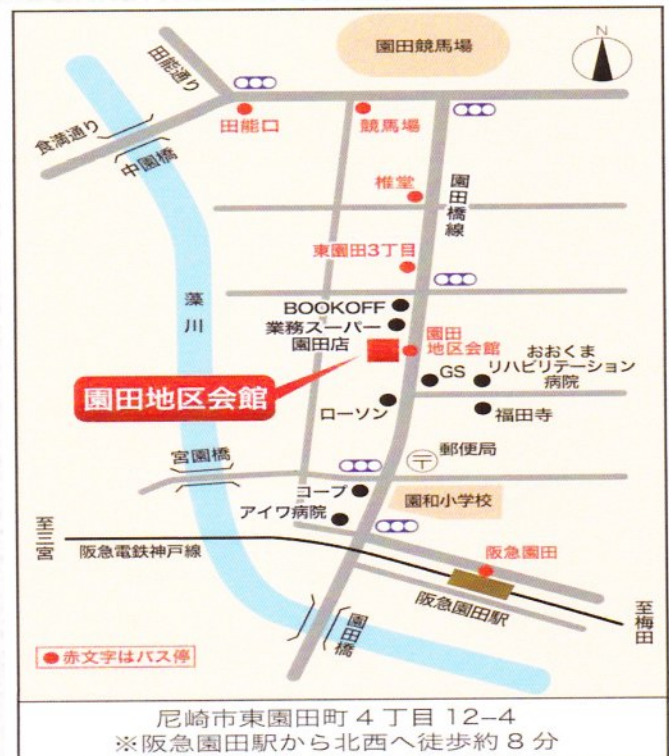 園田競馬場
N
田能通り
食満通り
中園橋
田能口
競馬場
椎堂
園田橋線
東園田3丁目
藻川
BOOKOFF
業務スーパー
園田店
園田
地区会館
おおくま
リハビリテーション
病院
GS
園田地区会館
ローソン
福田寺
宮園橋
〒
郵便局
コープ
園和小学校
アイワ病院
至三宮
阪急電鉄神戸線
阪急園田
阪急園田駅
至梅田
園田橋
●赤文字はバス停
尼崎市東園田町4丁目12–4
※阪急園田駅から北西へ徒歩約8分